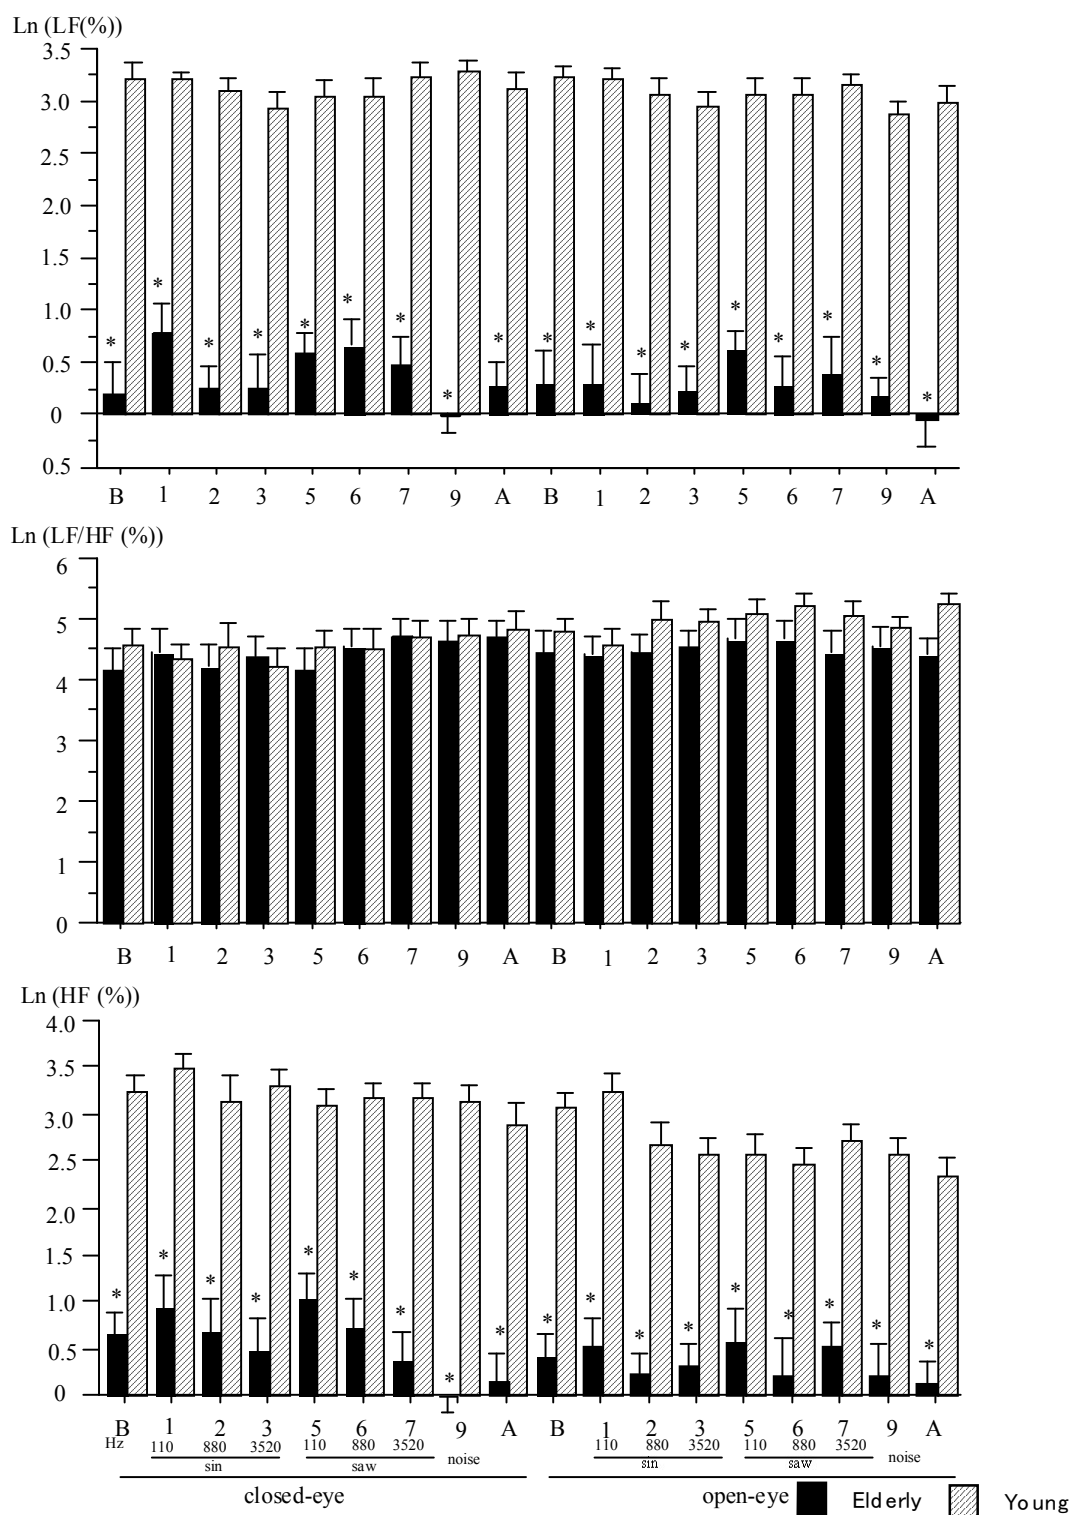 Ln (LF(%))
3.5
3.0
2.5
2.0
1.5
1.0
0.5
0
0.5
* * * * * * * * * * * * * * * * * *
B 1 2 3 5 6 7 9 A B 1 2 3 5 6 7 9 A
Ln (LF/HF (%))
6
5
4
3
2
1
0
B 1 2 3 5 6 7 9 A B 1 2 3 5 6 7 9 A
Ln (HF (%))
4.0
3.5
3.0
2.5
2.0
1.5
1.0
0.5
0
* * * * * * * * * * * * * * * * * *
B 1 2 3 5 6 7 9 A B 1 2 3 5 6 7 9 A
Hz 110 880 3520 110 880 3520 noise 110 880 3520 110 880 3520 noise
sin saw sin saw
closed-eye open-eye Elderly Young